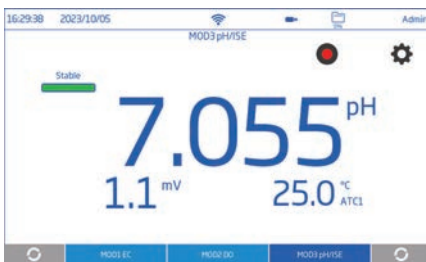 16:29:38 2023/10/05 Admin
MOD3 pH/ISE
Stable
7.055 pH
1.1 mV 25.0 °C
ATC1
MOD1 EC MOD2 DO MOD3 pH/ISE